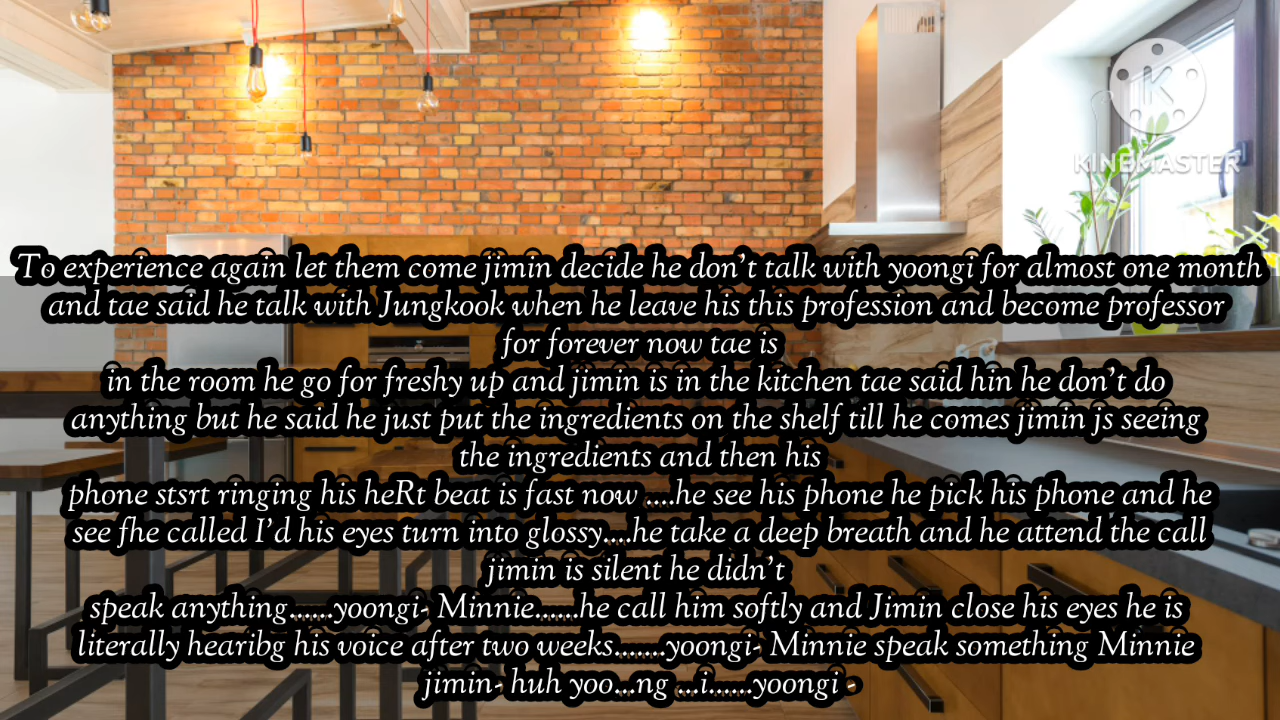 K
KINEMASTER
To experience again let them come jimin decide he don't talk with yoongi for almost one month
and tae said he talk with Jungkook when he leave his this profession and become professor
for forever now tae is
in the room he go for freshy up and jimin is in the kitchen tae said hin he don't do
anything but he said he just put the ingredients on the shelf till he comes jimin js seeing
the ingredients and then his
phone stsrt ringing his heRt beat is fast now ....he see his phone he pick his phone and he
see fhe called I'd his eyes turn into glossy....he take a deep breath and he attend the call
jimin is silent he didn't
speak anything.......yoongi- Minnie.......he call him softly and Jimin close his eyes he is
literally hearibg his voice after two weeks.......yoongi- Minnie speak something Minnie
jimin- huh yoo...ng ...i......yoongi -